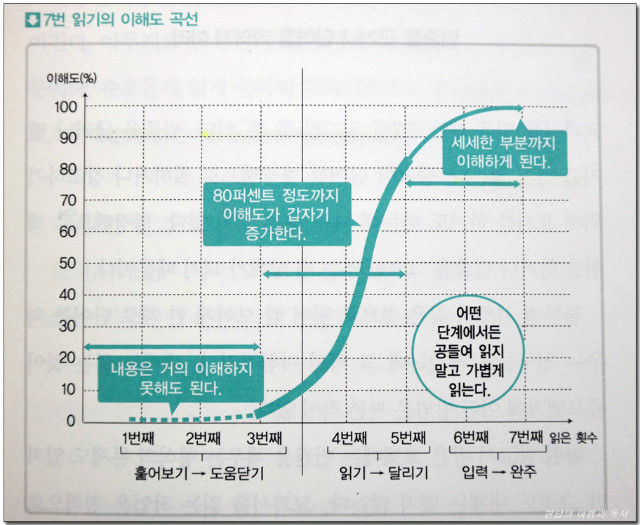 7번 읽기의 이해도 곡선
이해도(%)
100
90
80
70
60
50
40
30
20
10
0
세세한 부분까지
이해하게 된다.
80퍼센트 정도까지
이해도가 갑자기
증가한다.
어떤
단계에서든
공들여 읽지
말고 가볍게
읽는다.
내용은 거의 이해하지
못해도 된다.
1번째 2번째 3번째 4번째 5번째 6번째 7번째 읽은 횟수
훑어보기 → 도움닫기 읽기 → 달리기 입력 → 완주